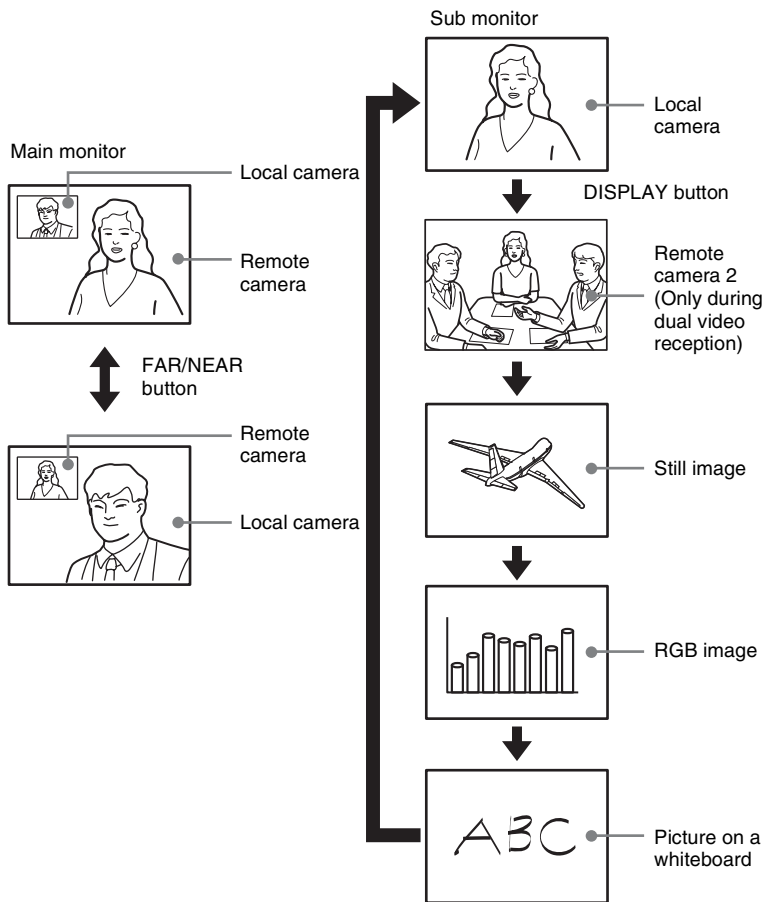 Sub monitor
Local
camera
DISPLAY button
Remote
camera 2
(Only during
dual video
reception)
Still image
RGB image
ABC
Picture on a
whiteboard
Main monitor
Local camera
Remote
camera
FAR/NEAR
button
Remote
camera
Local camera